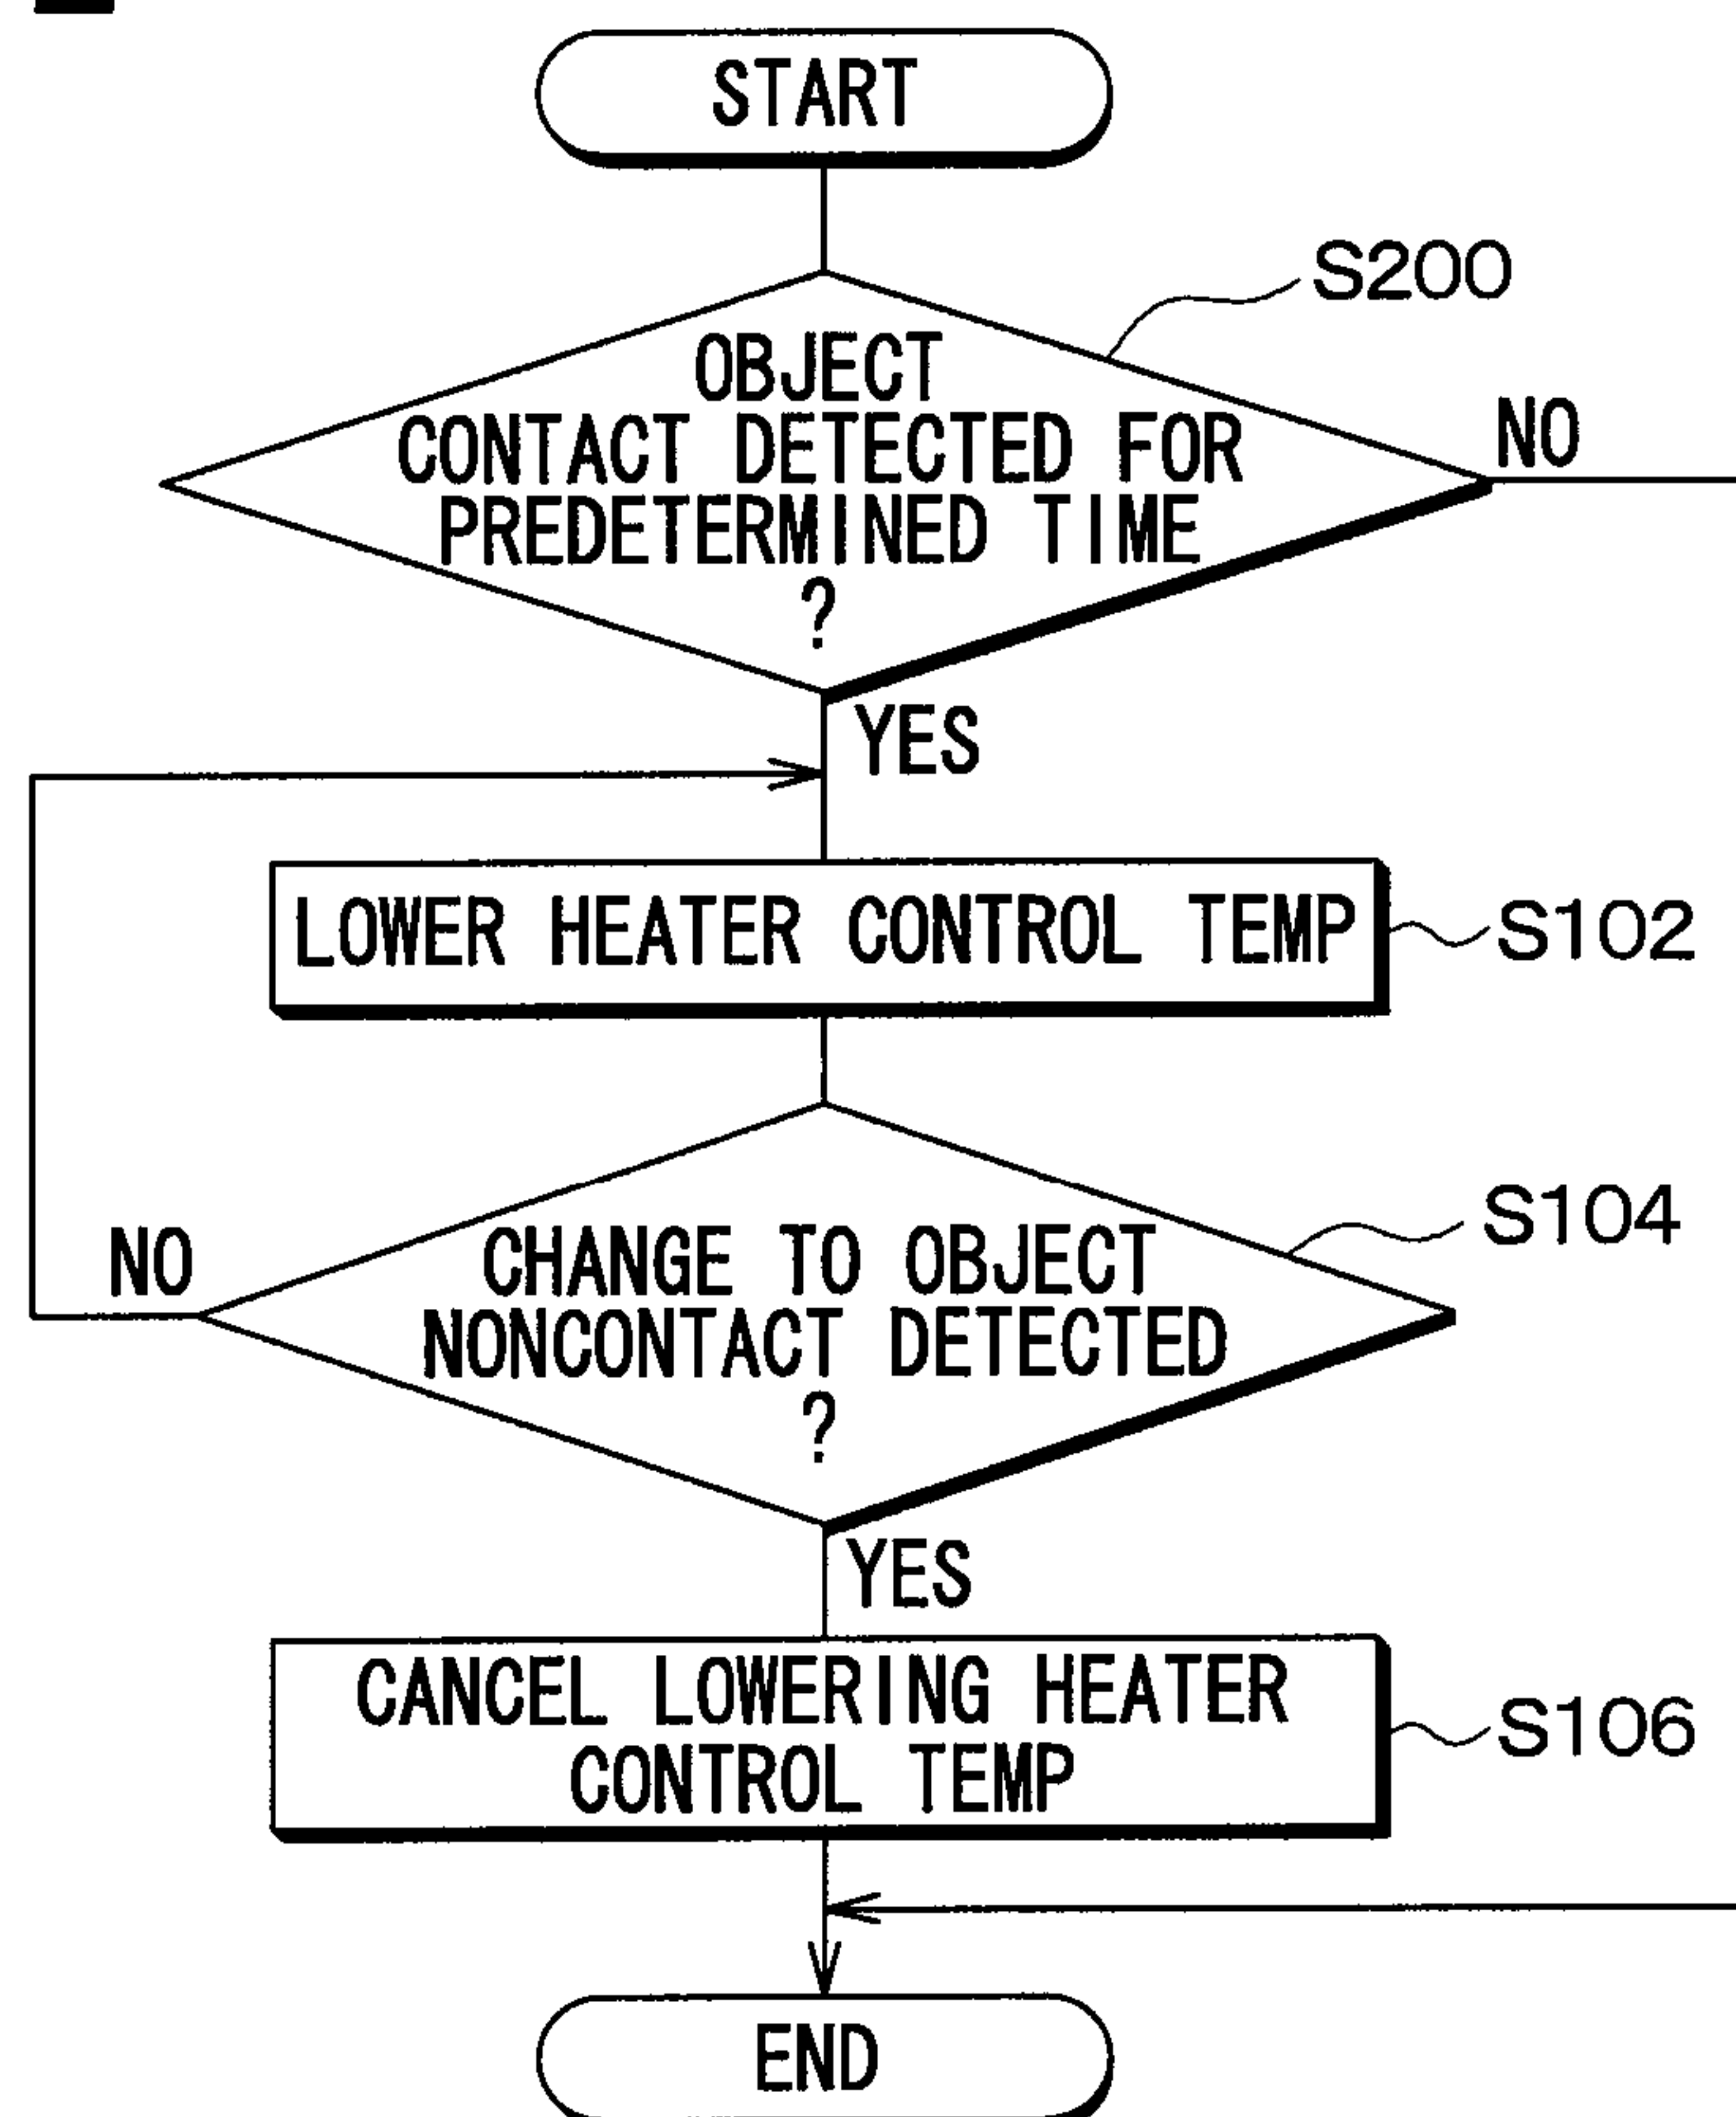 START
S200
OBJECT
CONTACT DETECTED FOR
PREDETERMINED TIME
?
NO
YES
LOWER HEATER CONTROL TEMP
S102
S104
CHANGE TO OBJECT
NONCONTACT DETECTED
?
NO
YES
CANCEL LOWERING HEATER
CONTROL TEMP
S106
END